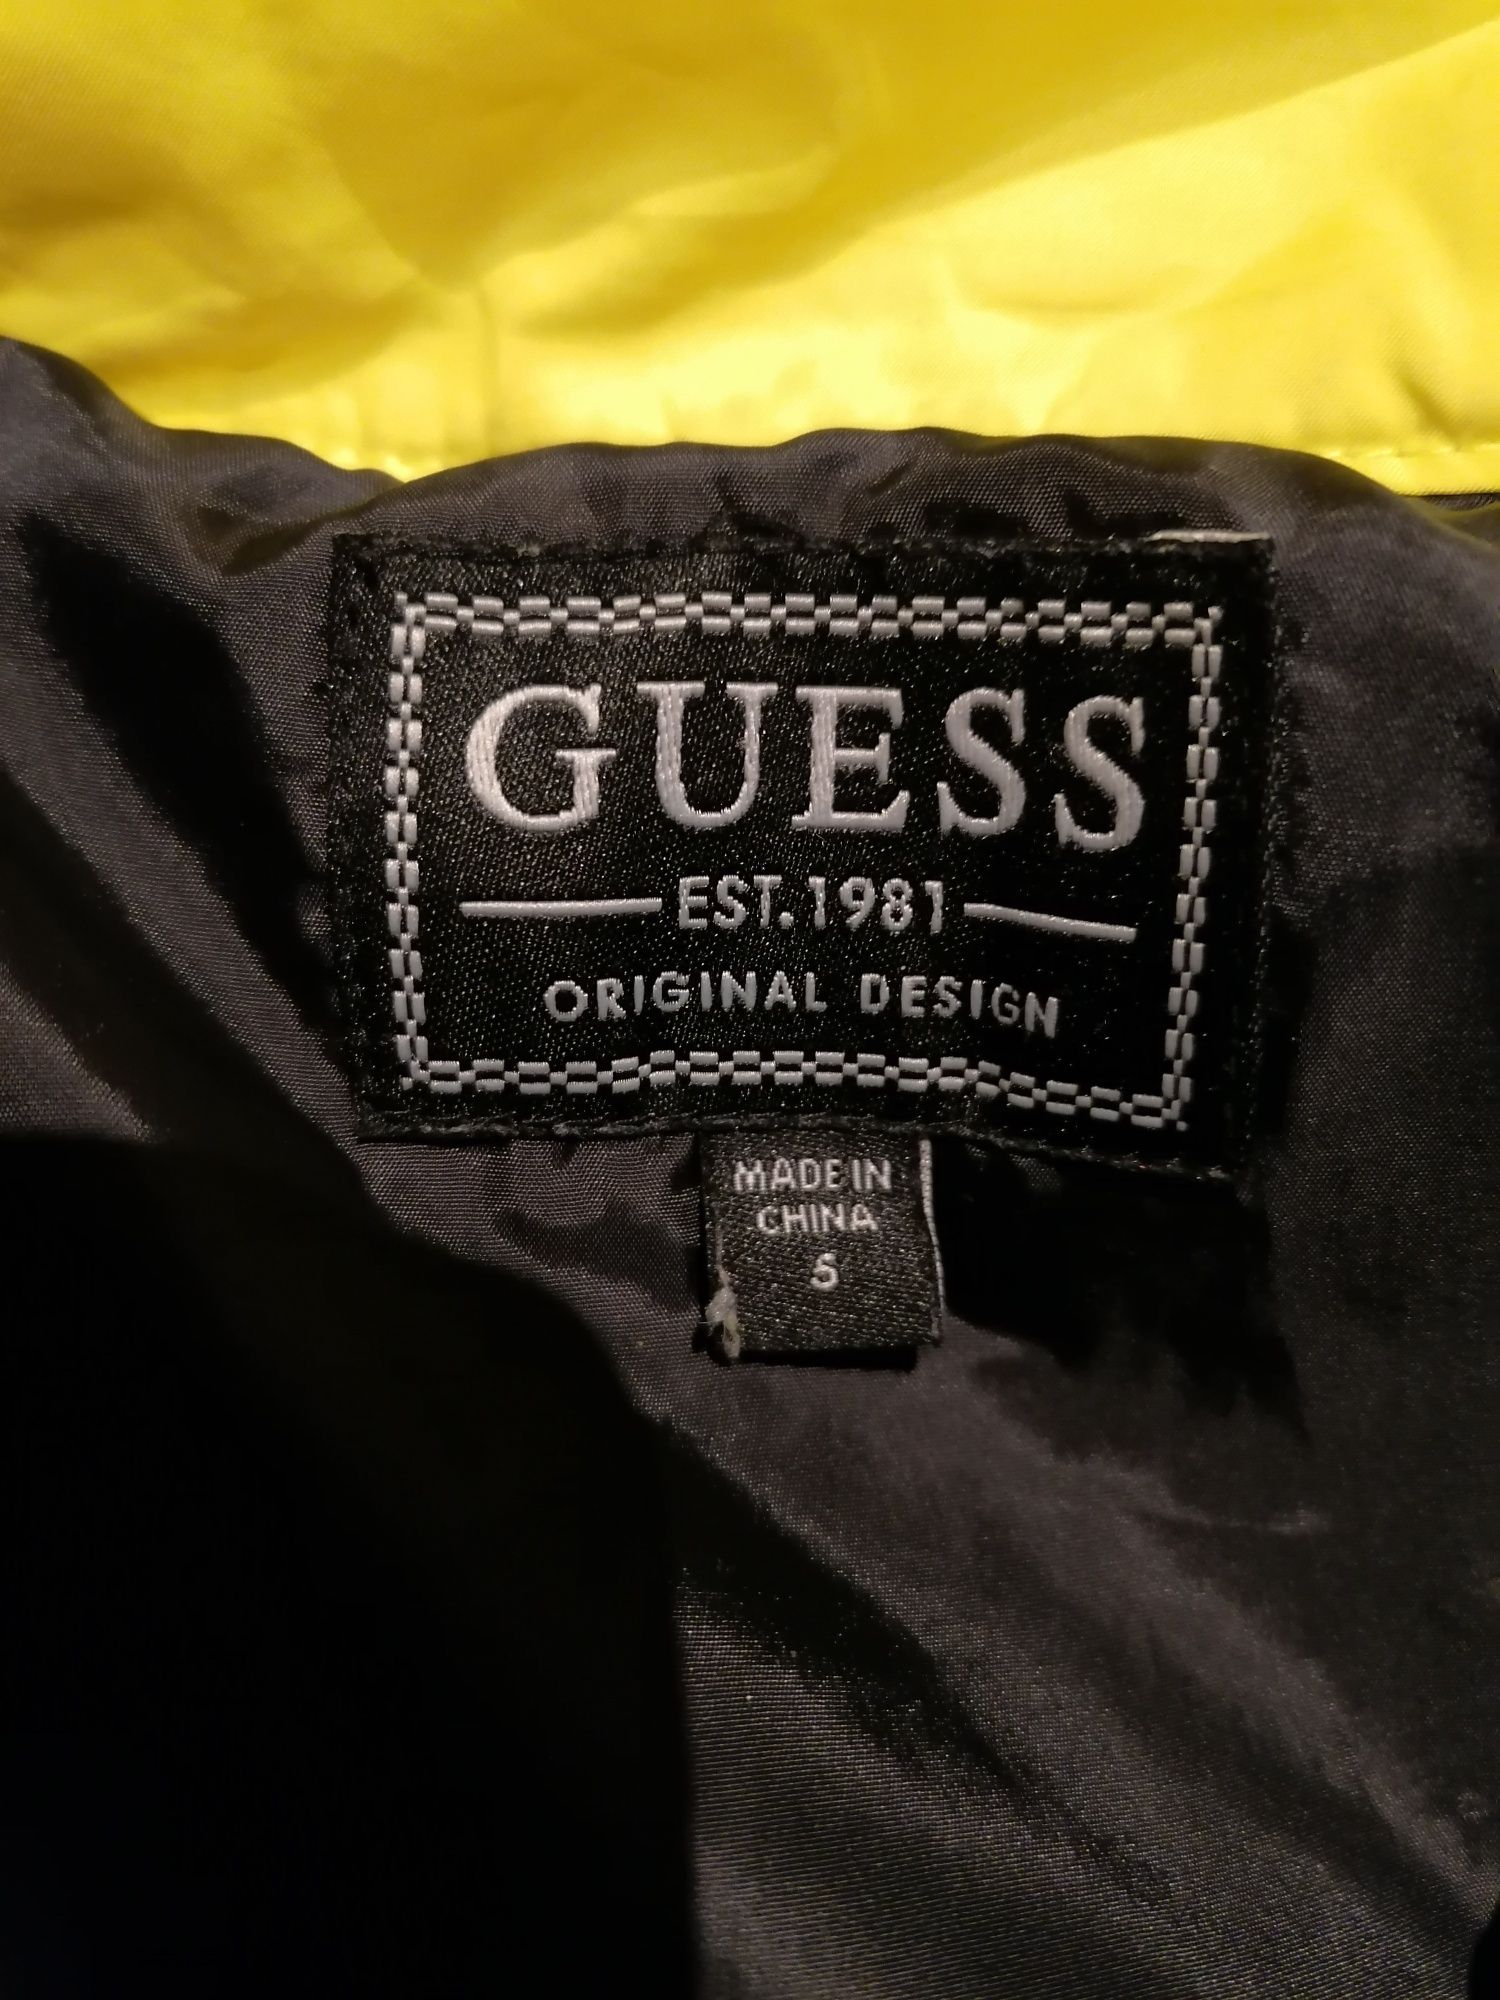 GUESS
EST. 1981
ORIGINAL DESIGN
MADE IN
CHINA
S